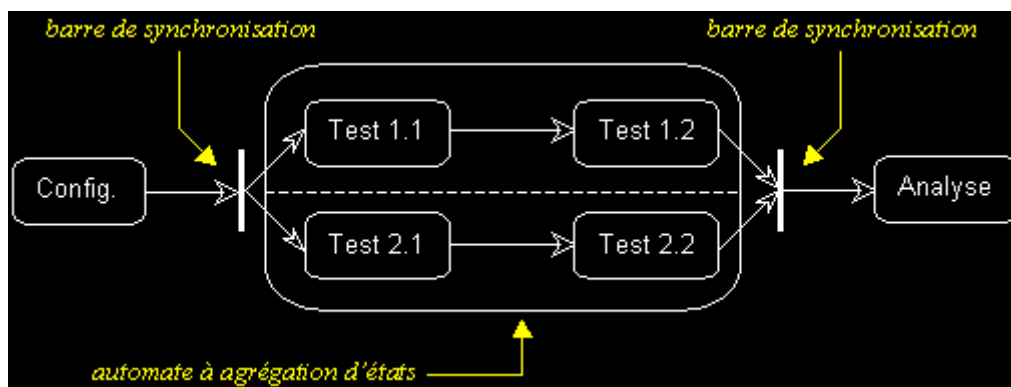 barre de synchronisation
barre de synchronisation
Test 1.1
Test 1.2
Config.
Analyse
Test 2.1
Test 2.2
automate à agrégation d'états